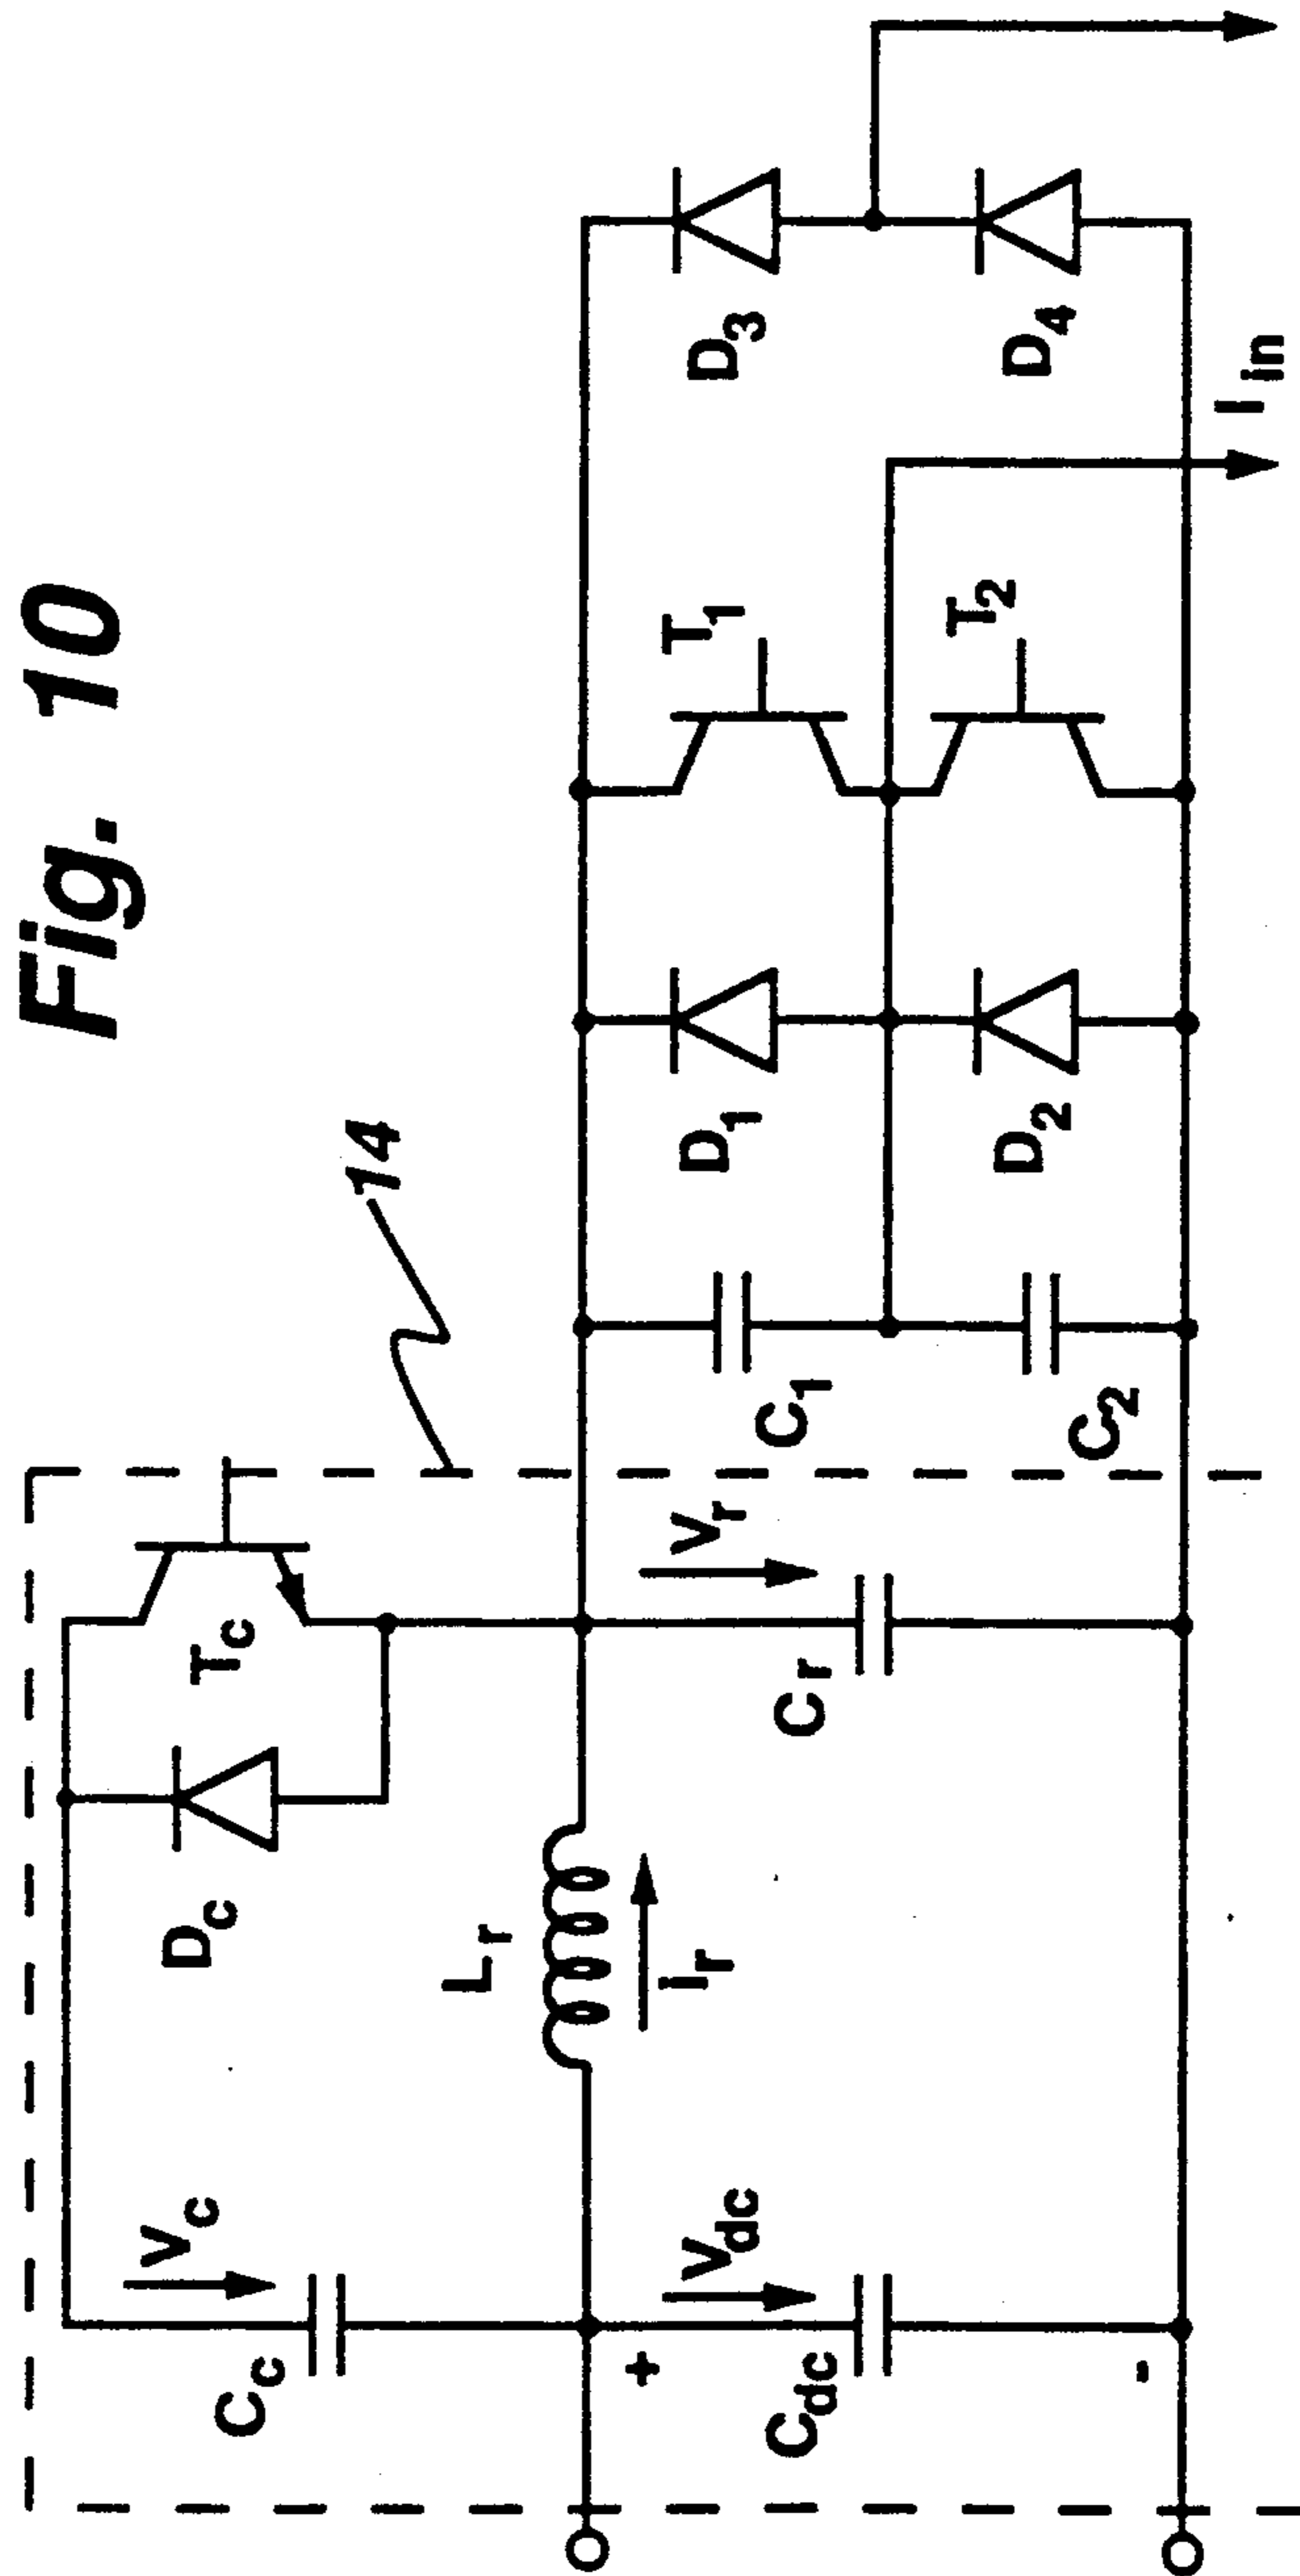 Fig. 10
14
Cc
Vc
Dc
Tc
Lr
ir
+
Cdc
Vdc
-
Cr
Vr
C1
C2
D1
D2
T1
T2
D3
D4
Iin